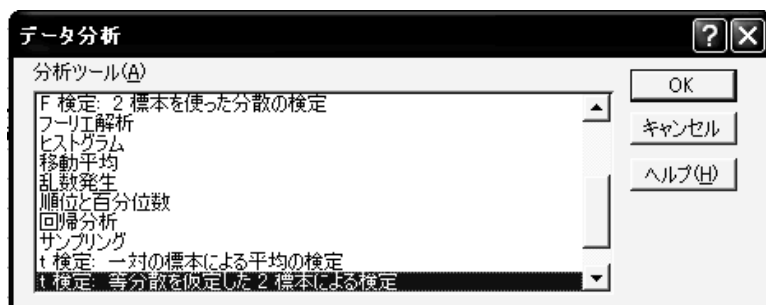 データ分析
分析ツール(A)
F 検定: 2 標本を使った分散の検定
フーリエ解析
ヒストグラム
移動平均
乱数発生
順位と百分位数
回帰分析
サンプリング
t 検定: 一対の標本による平均の検定
t 検定: 等分散を仮定した 2 標本による検定
OK
キャンセル
ヘルプ(H)